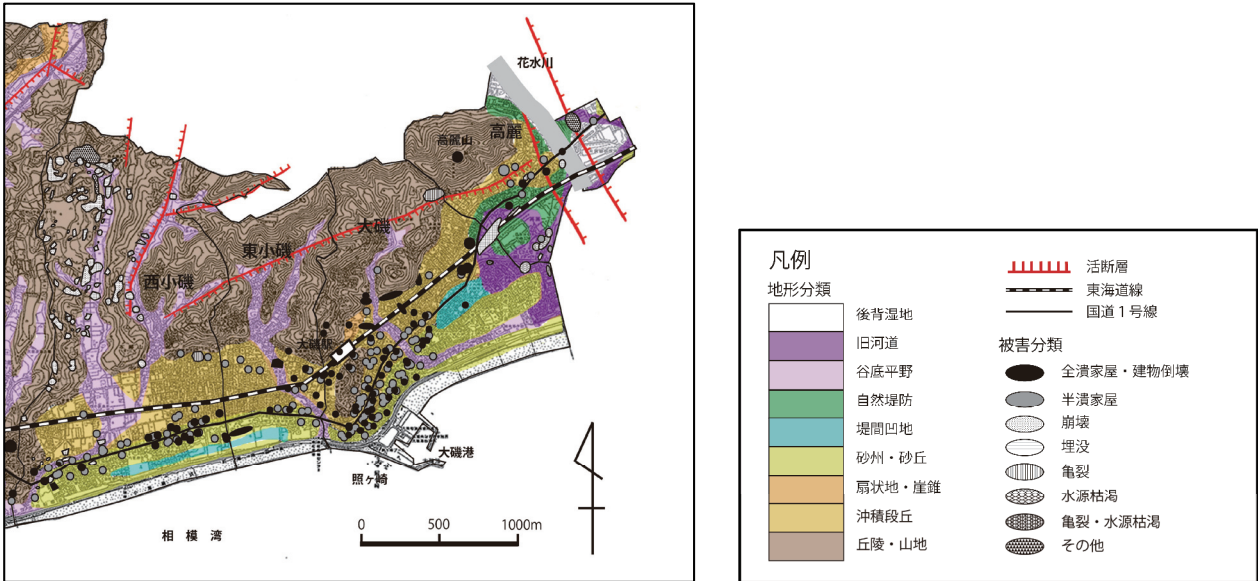 花水川
高麗
高麗山
大磯
東小磯
西小磯
大磯駅
大磯港
照ヶ崎
相模湾
0 500 1000m
凡例
地形分類
後背湿地
旧河道
谷底平野
自然堤防
堤間凹地
砂州・砂丘
扇状地・崖錐
沖積段丘
丘陵・山地
活断層
東海道線
国道1号線
被害分類
全潰家屋・建物倒壊
半潰家屋
崩壊
埋没
亀裂
水源枯渇
亀裂・水源枯渇
その他